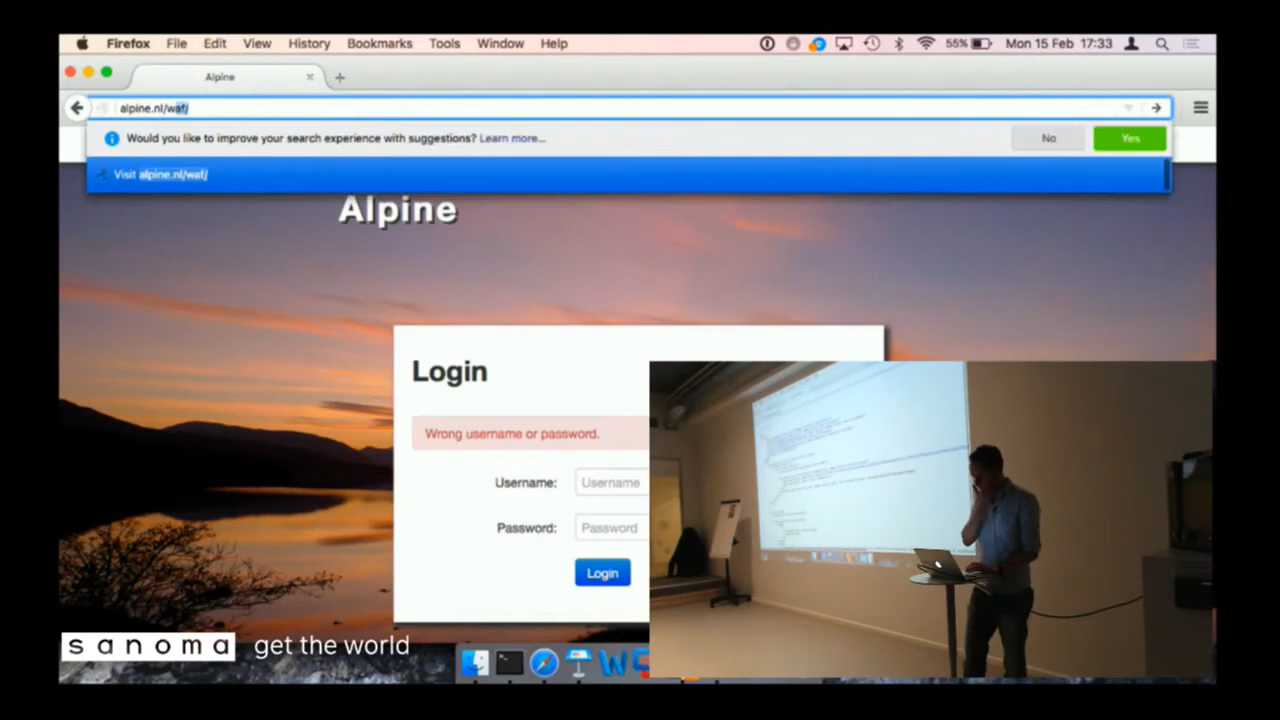 Firefox File Edit View History Bookmarks Tools Window Help 55% Mon 15 Feb 17:33
Alpine
alpine.nl/waf/
Would you like to improve your search experience with suggestions? Learn more... No Yes
Visit alpine.nl/waf/
Alpine
Login
Wrong username or password.
Username: Username
Password: Password
Login
sanoma get the world